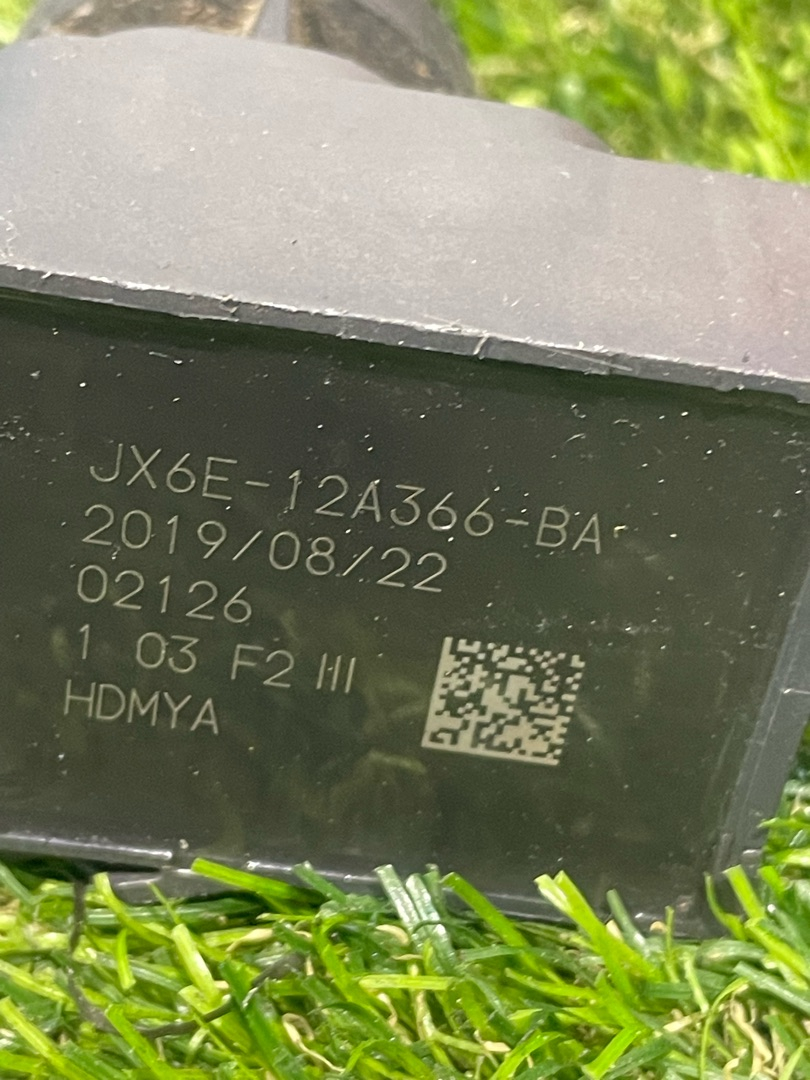 JX6E-12A366-BA
2019/08/22
02126
1 03 F2 III
HDMYA